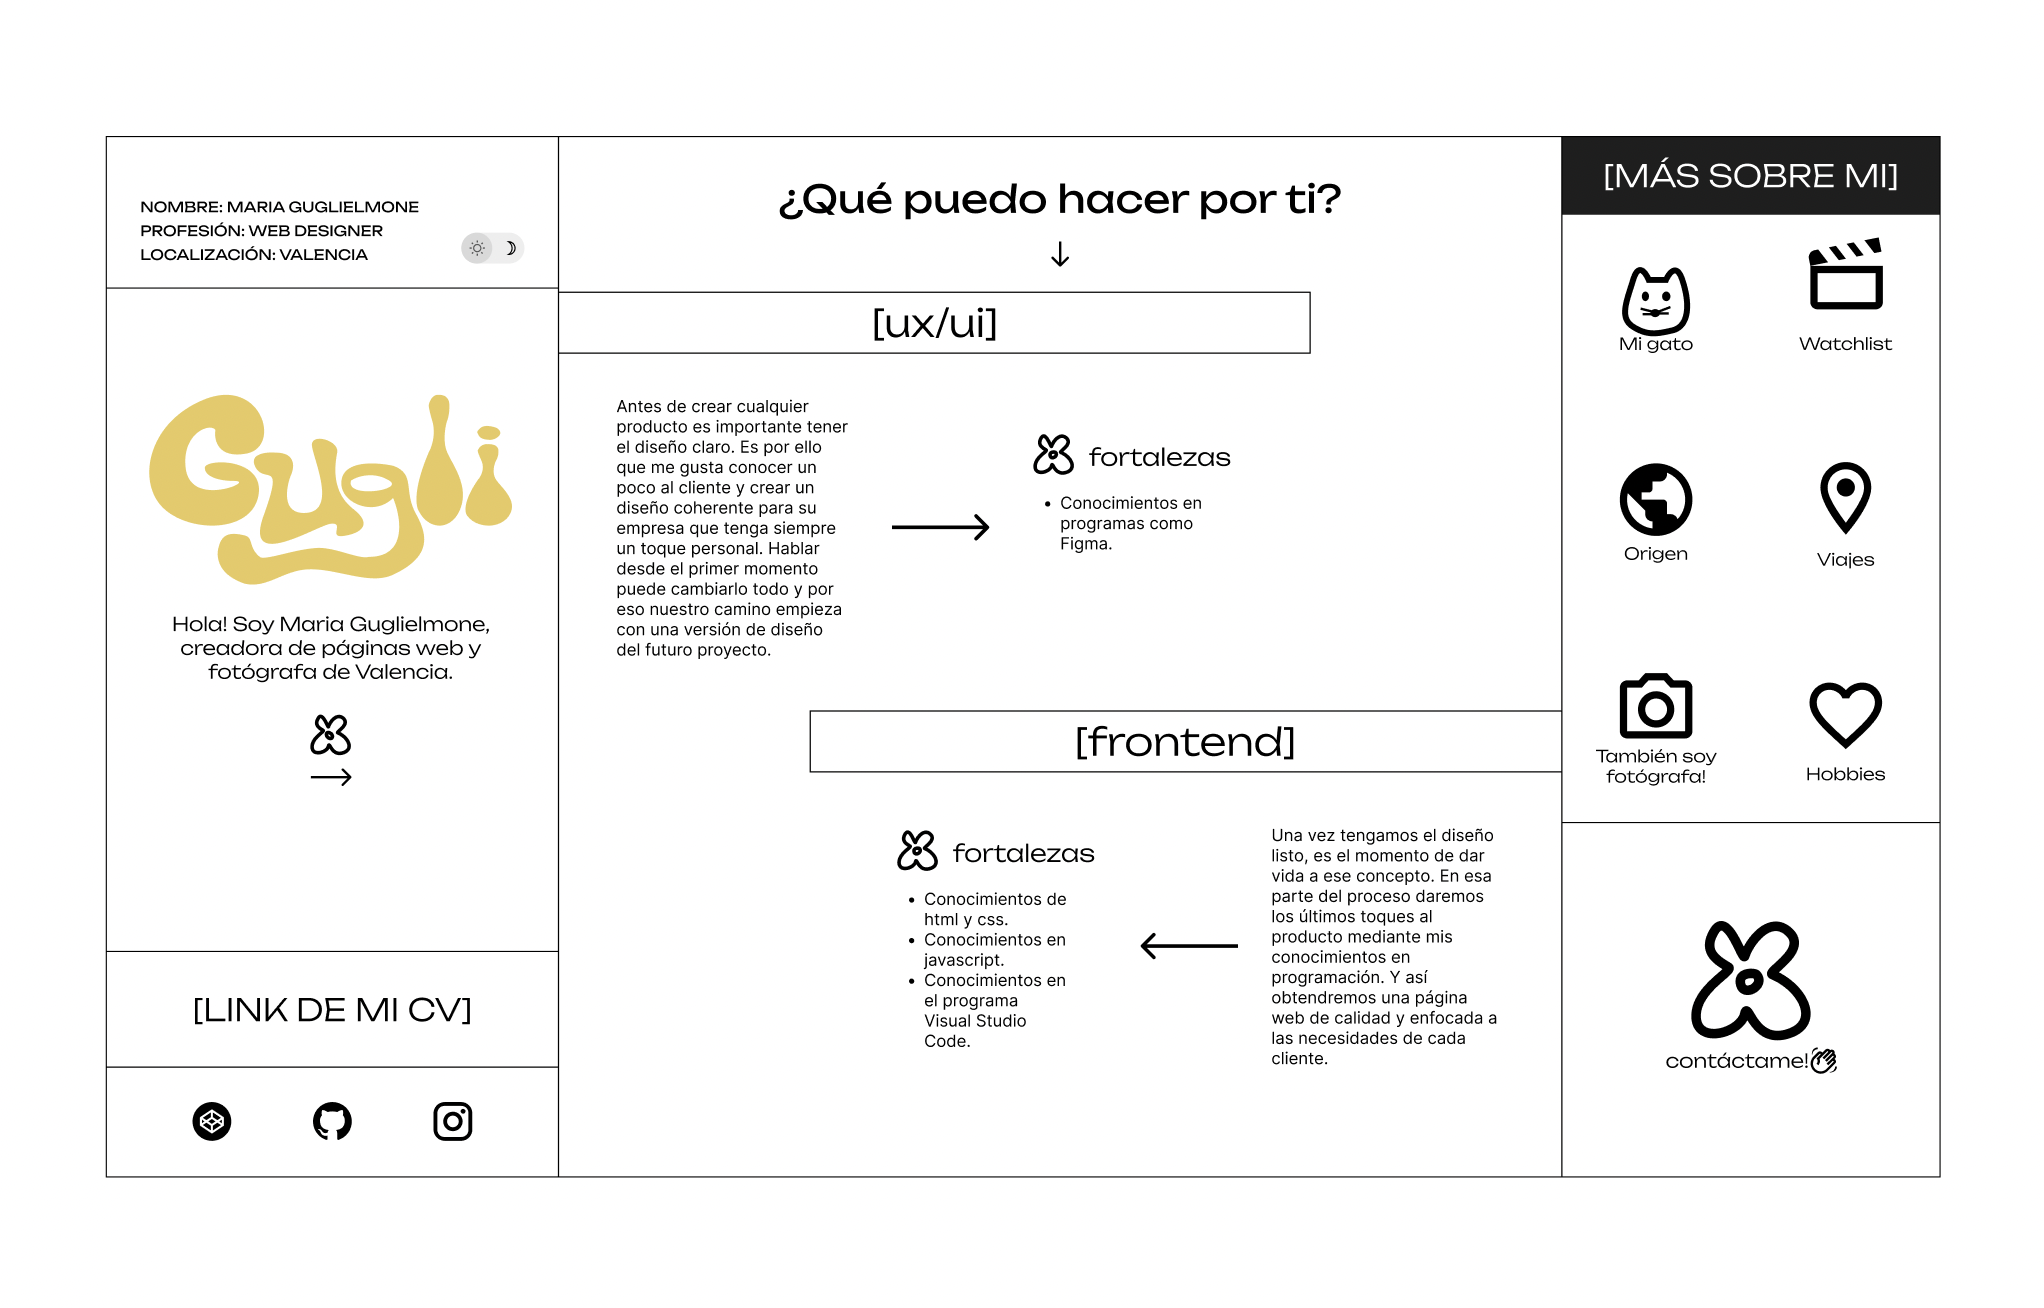 NOMBRE: MARIA GUGLIELMONE
PROFESIÓN: WEB DESIGNER
LOCALIZACIÓN: VALENCIA
Gugli
Hola! Soy Maria Guglielmone,
creadora de páginas web y
fotógrafa de Valencia.
[LINK DE MI CV]
¿Qué puedo hacer por ti?
[ux/ui]
Antes de crear cualquier
producto es importante tener
el diseño claro. Es por ello
que me gusta conocer un
poco al cliente y crear un
diseño coherente para su
empresa que tenga siempre
un toque personal. Hablar
desde el primer momento
puede cambiarlo todo y por
eso nuestro camino empieza
con una versión de diseño
del futuro proyecto.
fortalezas
Conocimientos en
programas como
Figma.
[frontend]
fortalezas
Conocimientos de
html y css.
Conocimientos en
javascript.
Conocimientos en
el programa
Visual Studio
Code.
Una vez tengamos el diseño
listo, es el momento de dar
vida a ese concepto. En esa
parte del proceso daremos
los últimos toques al
producto mediante mis
conocimientos en
programación. Y así
obtendremos una página
web de calidad y enfocada a
las necesidades de cada
cliente.
[MÁS SOBRE MI]
Mi gato
Watchlist
Origen
Viajes
También soy
fotógrafa!
Hobbies
contáctame!